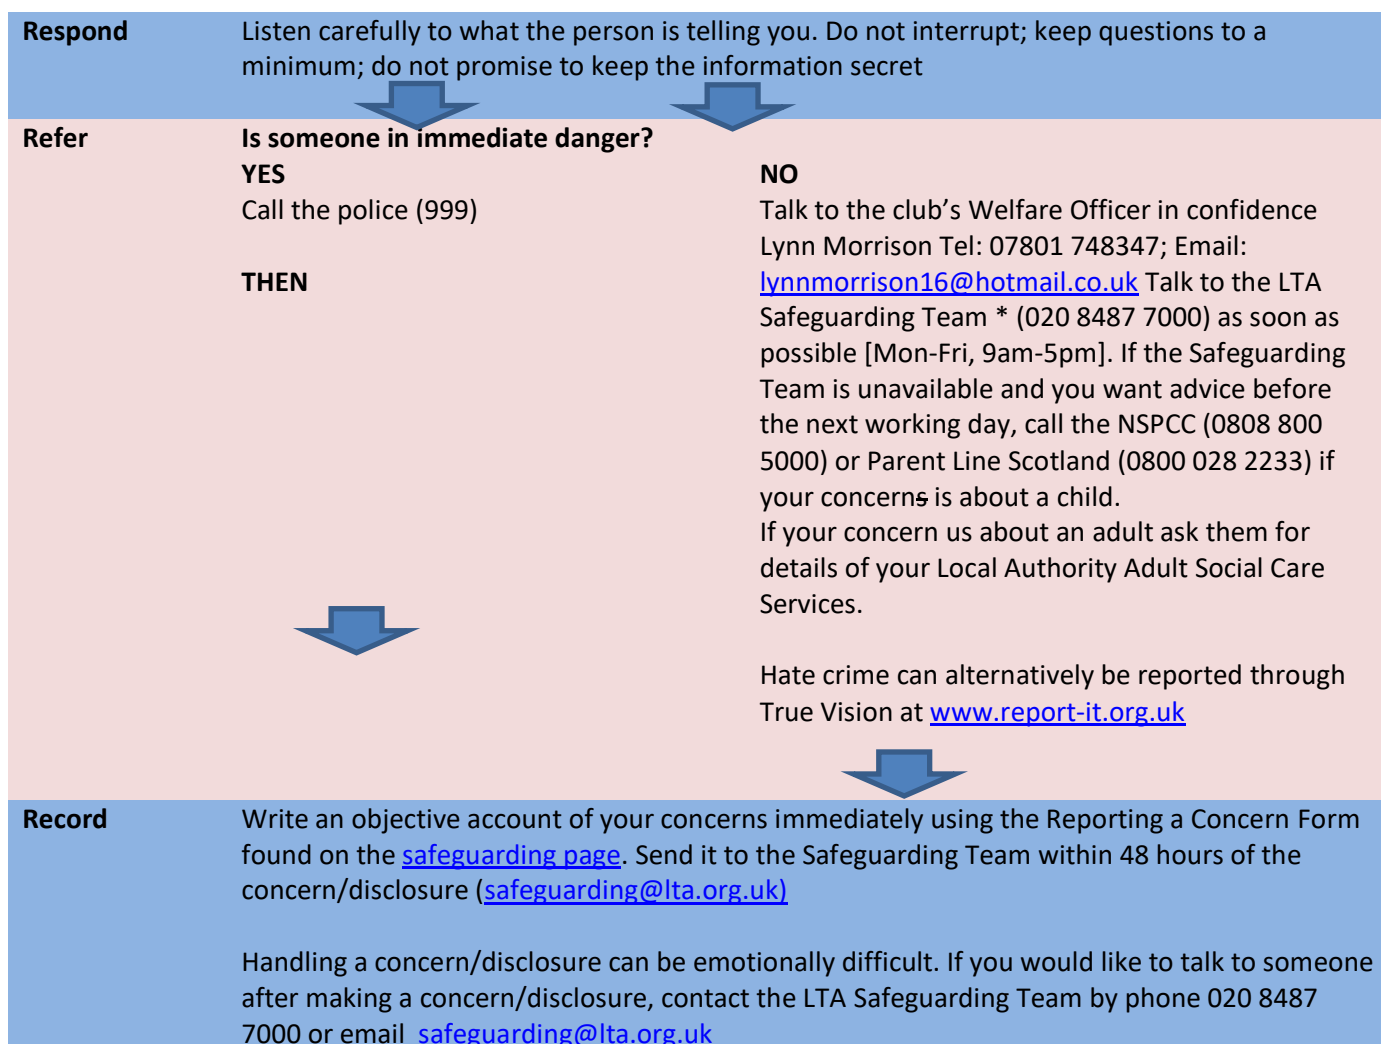 Respond
Listen carefully to what the person is telling you. Do not interrupt; keep questions to a
minimum; do not promise to keep the information secret
Refer
Is someone in immediate danger?
YES
Call the police (999)
THEN
NO
Talk to the club’s Welfare Officer in confidence
Lynn Morrison Tel: 07801 748347; Email:
lynnmorrison16@hotmail.co.uk Talk to the LTA
Safeguarding Team * (020 8487 7000) as soon as
possible [Mon-Fri, 9am-5pm]. If the Safeguarding
Team is unavailable and you want advice before
the next working day, call the NSPCC (0808 800
5000) or Parent Line Scotland (0800 028 2233) if
your concerns is about a child.
If your concern us about an adult ask them for
details of your Local Authority Adult Social Care
Services.
Hate crime can alternatively be reported through
True Vision at www.report-it.org.uk
Record
Write an objective account of your concerns immediately using the Reporting a Concern Form
found on the safeguarding page. Send it to the Safeguarding Team within 48 hours of the
concern/disclosure (safeguarding@lta.org.uk)
Handling a concern/disclosure can be emotionally difficult. If you would like to talk to someone
after making a concern/disclosure, contact the LTA Safeguarding Team by phone 020 8487
7000 or email safeguarding@lta.org.uk